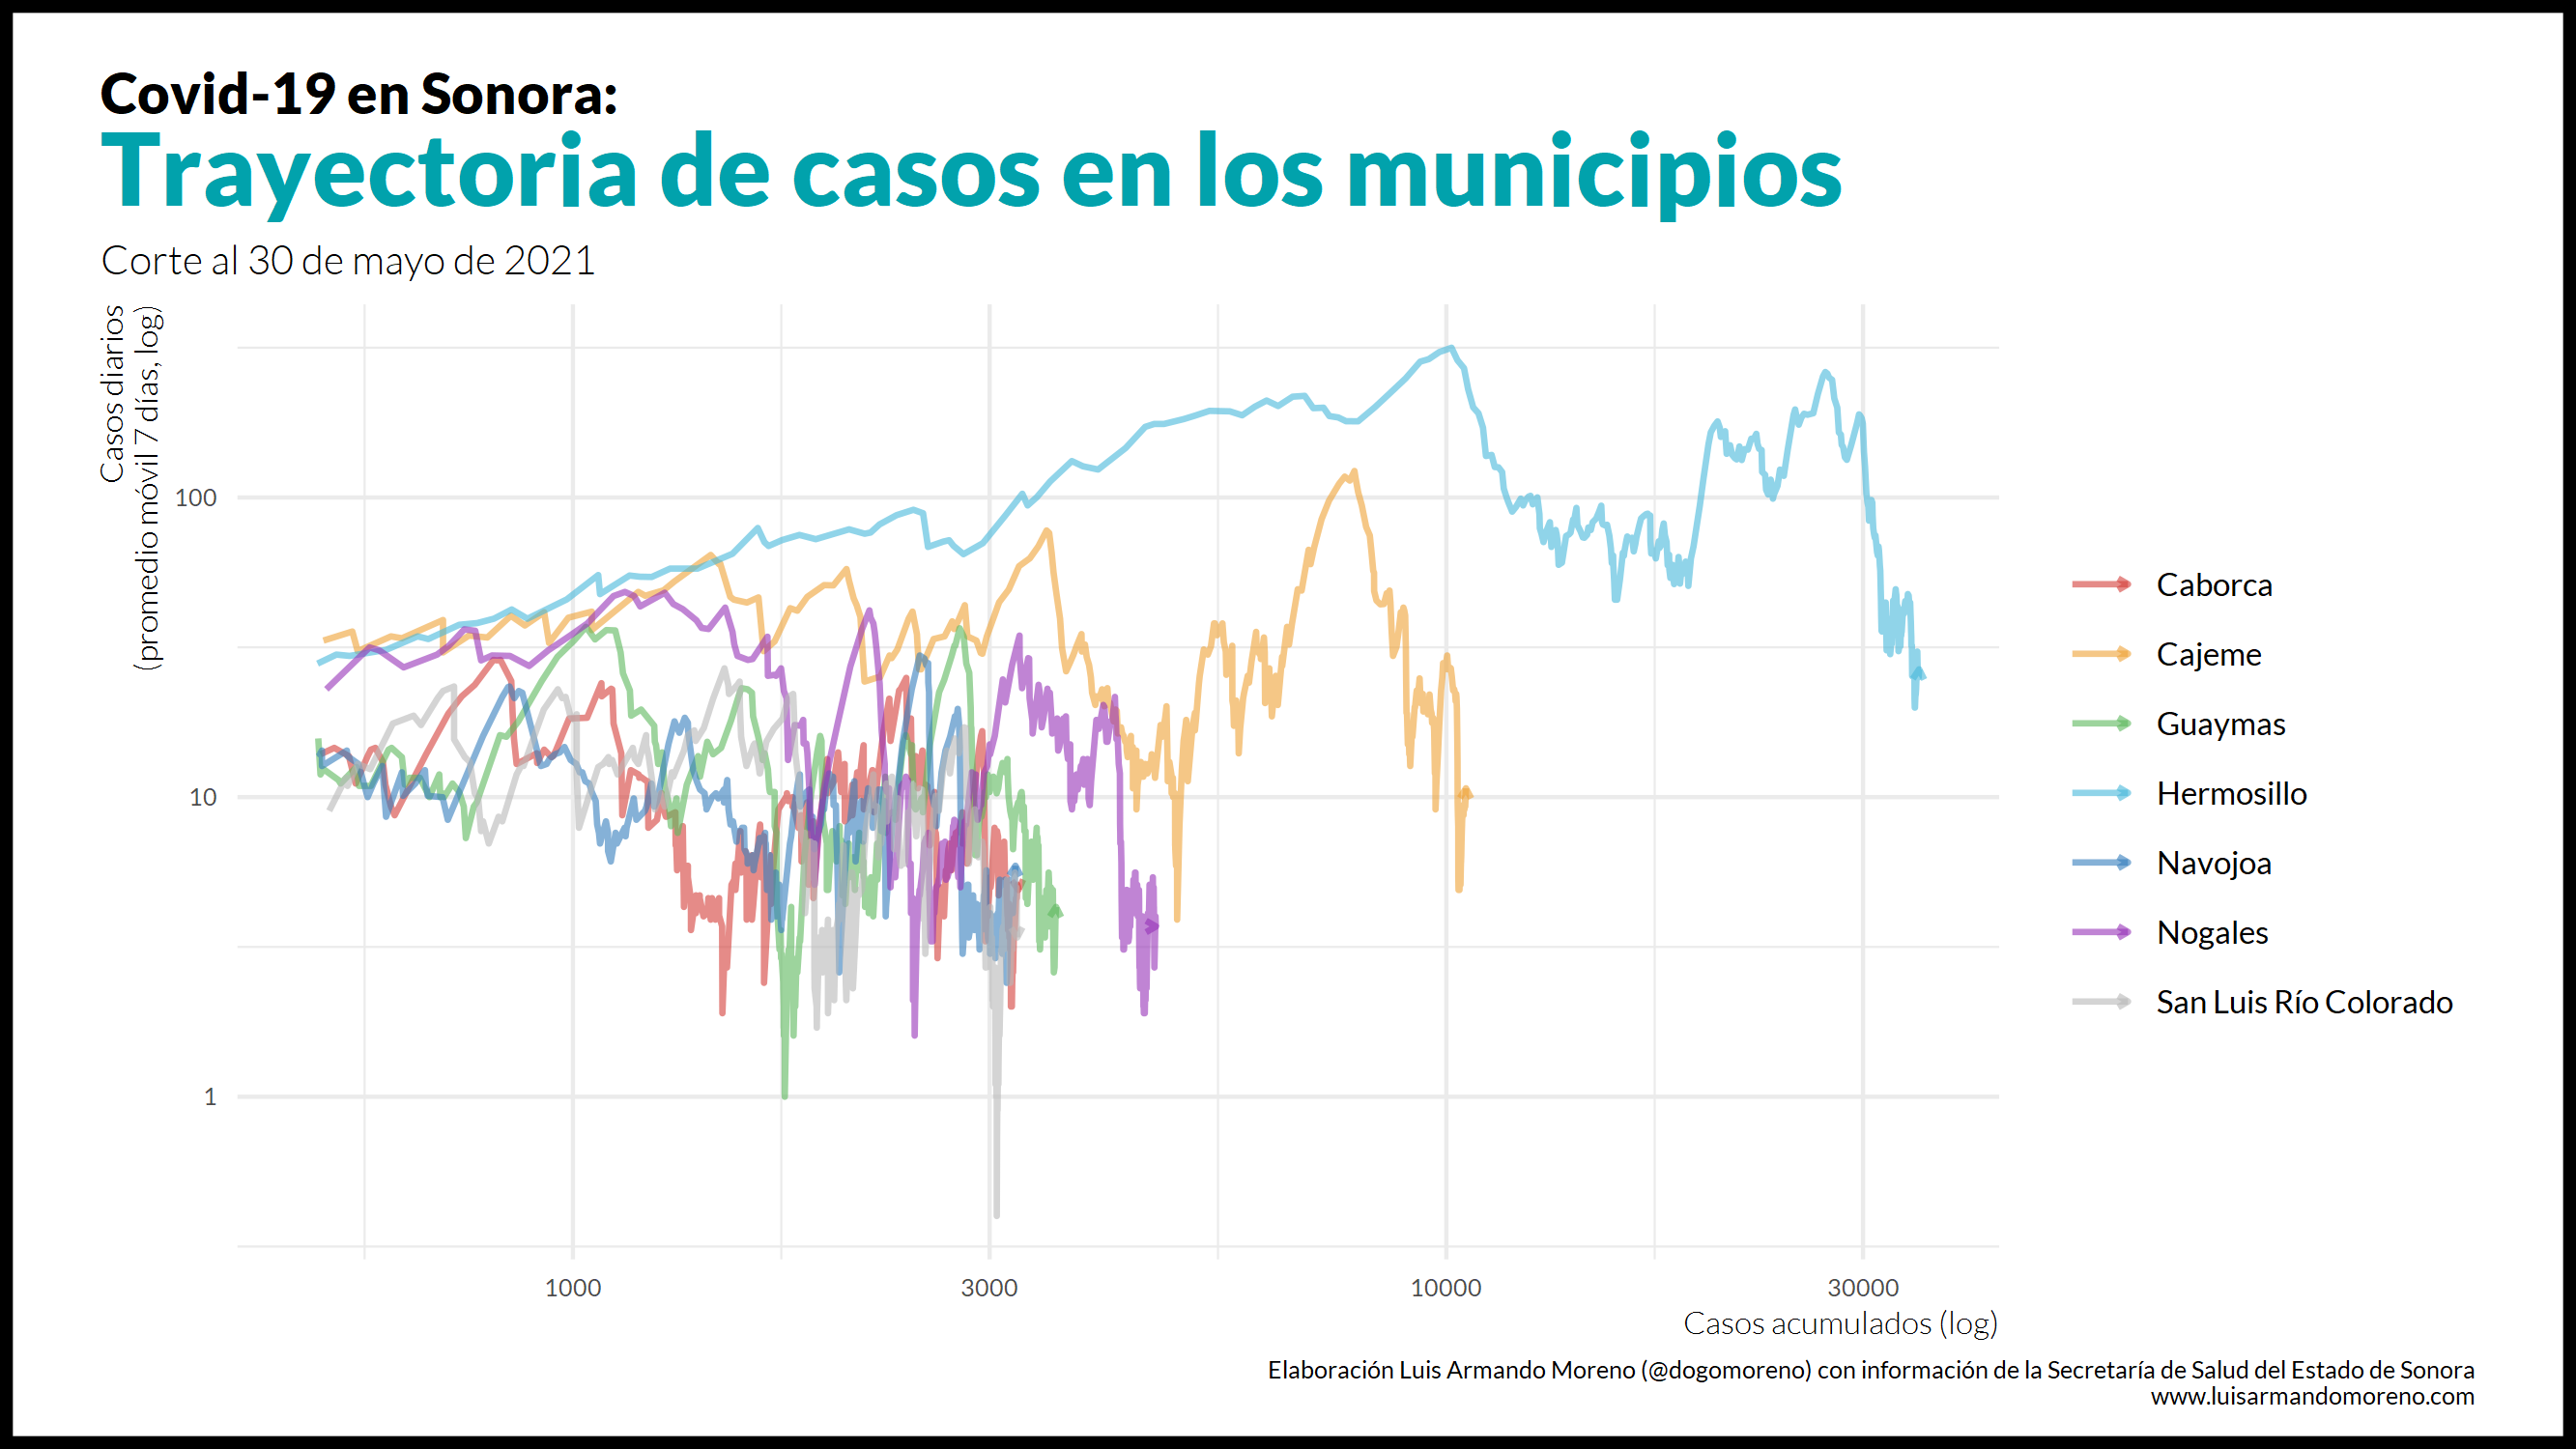 Covid-19 en Sonora:
Trayectoria de casos en los municipios
Corte al 30 de mayo de 2021
Casos diarios
(promedio móvil 7 días, log)
100
10
1
1000
3000
10000
30000
Casos acumulados (log)
Caborca
Cajeme
Guaymas
Hermosillo
Navojoa
Nogales
San Luis Río Colorado
Elaboración Luis Armando Moreno (@dogomoreno) con información de la Secretaría de Salud del Estado de Sonora
www.luisarmandomoreno.com